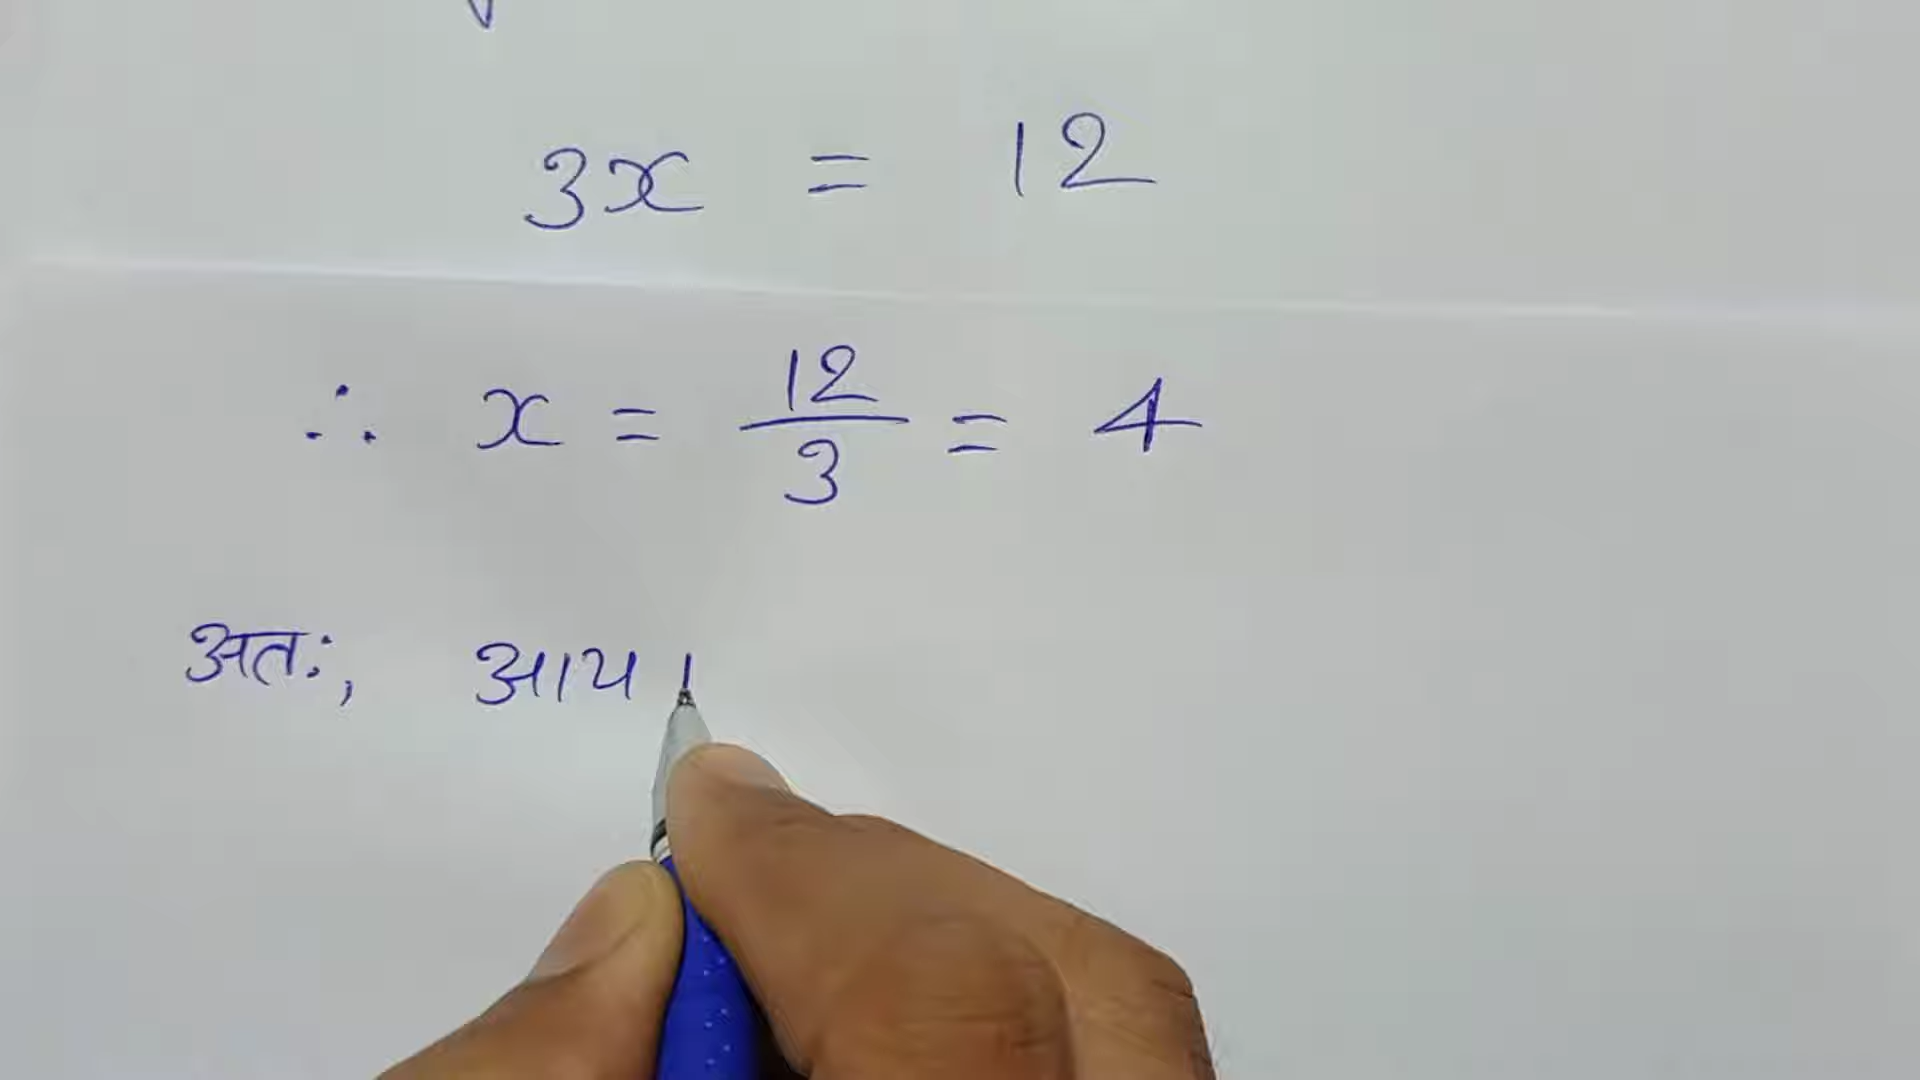 3x = 12
∴ x = 12/3 = 4
अतः, आय